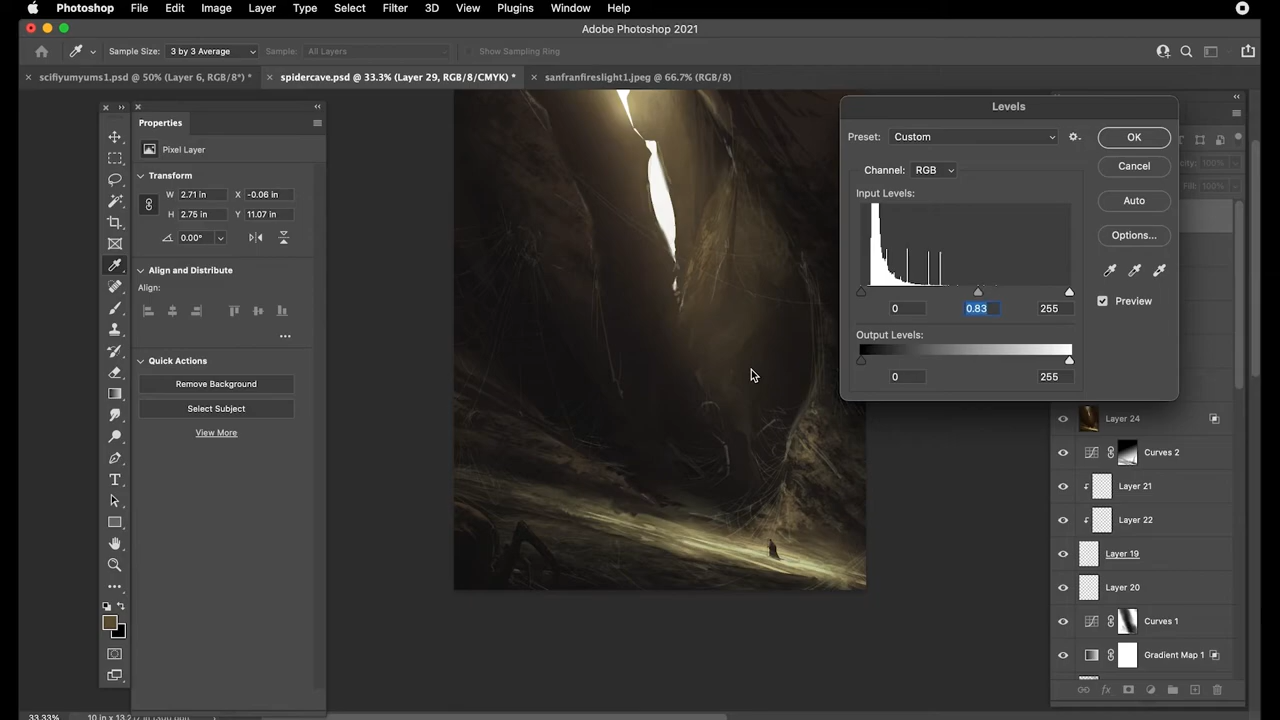 Photoshop File Edit Image Layer Type Select Filter 3D View Plugins Window Help
Adobe Photoshop 2021
Sample Size: 3 by 3 Average Sample: All Layers Show Sampling Ring
scifiyumyums1.psd @ 50% (Layer 6, RGB/8*) *
spidercave.psd @ 33.3% (Layer 29, RGB/8/CMYK) *
sanfranfireslight1.jpeg @ 66.7% (RGB/8)
Properties
Pixel Layer
Transform
W 2.71 in X -0.06 in
H 2.75 in Y 11.07 in
0.00°
Align and Distribute
Align:
Quick Actions
Remove Background
Select Subject
View More
Levels
Preset: Custom
OK
Channel: RGB
Cancel
Input Levels:
Auto
Options...
Preview
0 0.83 255
Output Levels:
0 255
Layer 24
Curves 2
Layer 21
Layer 22
Layer 19
Layer 20
Curves 1
Gradient Map 1
33.33%